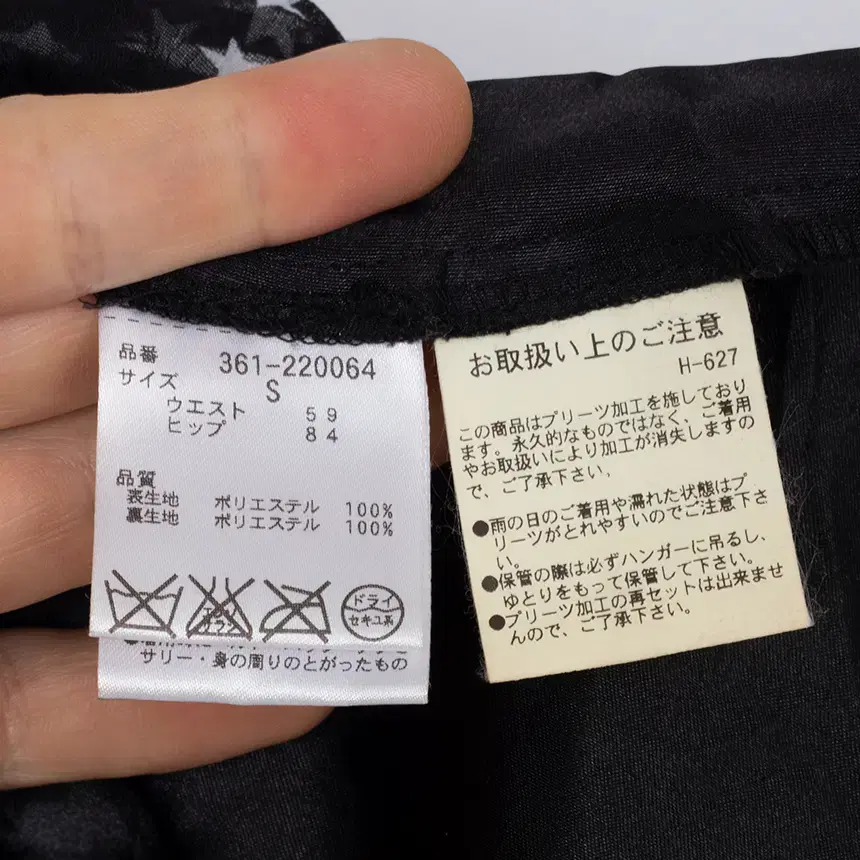 品番 361-220064
サイズ S
ウエスト 59
ヒップ 84
品質
表生地 ポリエステル 100%
裏生地 ポリエステル 100%
エンソ
サラシ
ドライ
セキユ系
サリー・身の周りのとがったもの
お取扱い上のご注意
H-627
この商品はプリーツ加工を施しており
ます。永久的なものではなく、ご着用
やお取扱いにより加工が消失しますの
で、ご了承下さい。
●雨の日のご着用や濡れた状態はプ
リーツがとれやすいのでご注意下さ
い。
●保管の際は必ずハンガーに吊るし、
ゆとりをもって保管して下さい。
●プリーツ加工の再セットは出来ませ
んので、ご了承下さい。